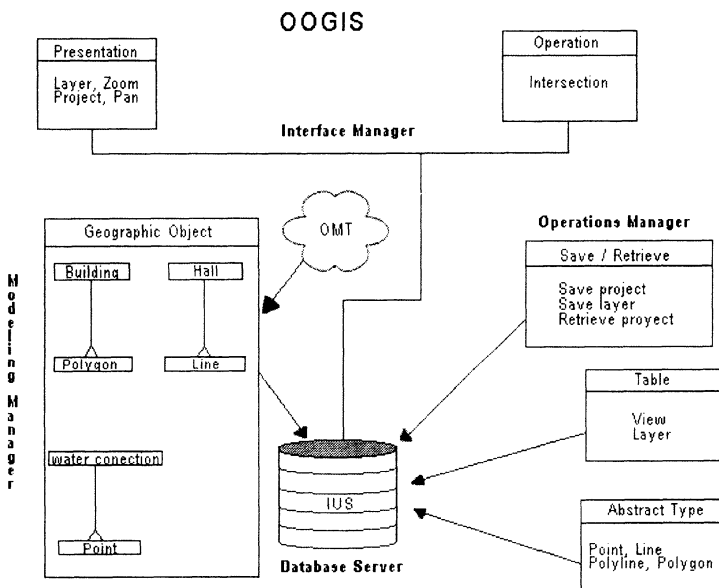 OOGIS
Presentation
Layer, Zoom
Project, Pan
Operation
Intersection
Interface Manager
Geographic Object
Building
Hall
Polygon
Line
water conection
Point
Modeling Manager
OMT
Operations Manager
Save / Retrieve
Save project
Save layer
Retrieve proyect
Table
View
Layer
Abstract Type
Point, Line
Polyline, Polygon
IUS
Database Server